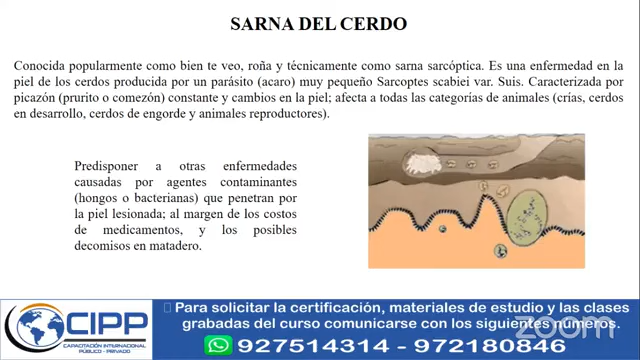 SARNA DEL CERDO
Conocida popularmente como bien te veo, roña y técnicamente como sarna sarcóptica. Es una enfermedad en la
piel de los cerdos producida por un parásito (acaro) muy pequeño Sarcoptes scabiei var. Suis. Caracterizada por
picazón (prurito o comezón) constante y cambios en la piel; afecta a todas las categorías de animales (crías, cerdos
en desarrollo, cerdos de engorde y animales reproductores).
Predisponer a otras enfermedades
causadas por agentes contaminantes
(hongos o bacterianas) que penetran por
la piel lesionada; al margen de los costos
de medicamentos, y los posibles
decomisos en matadero.
CIPP
CAPACITACIÓN INTERNACIONAL
PÚBLICO - PRIVADO
Para solicitar la certificación, materiales de estudio y las clases
grabadas del curso comunicarse con los siguientes números.
927514314 - 972180846
zoom